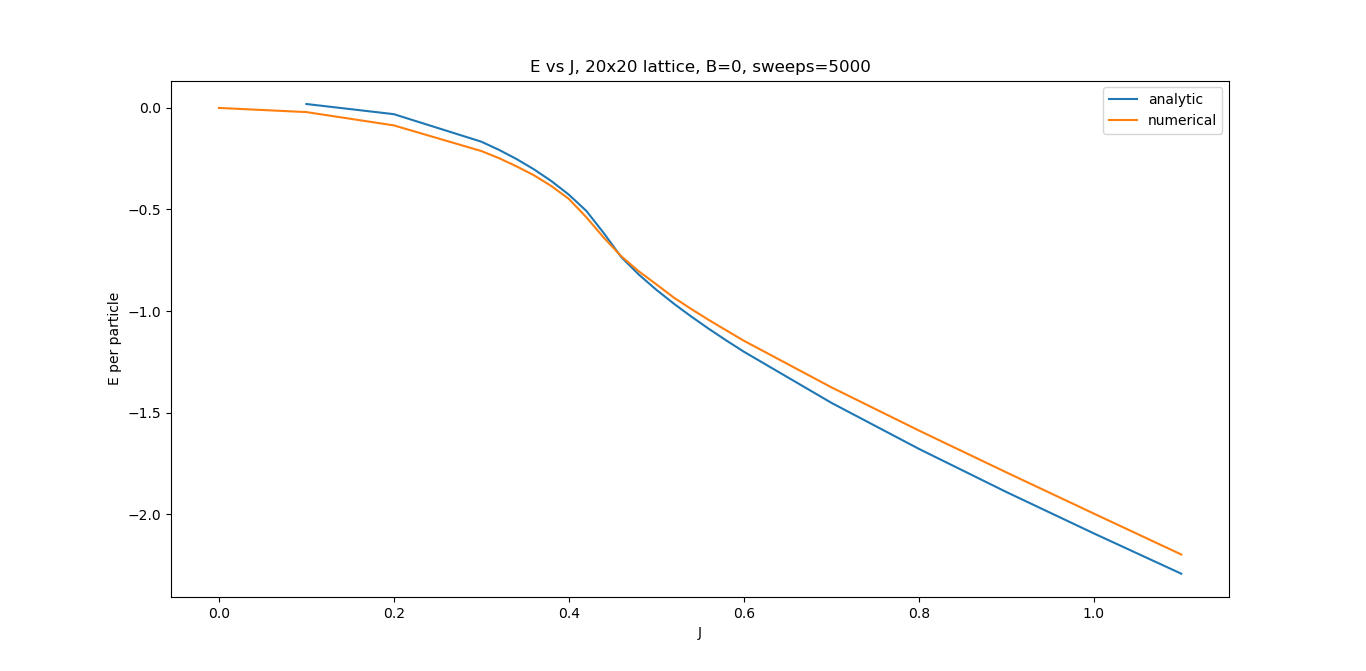 E vs J, 20x20 lattice, B=0, sweeps=5000
analytic
numerical
E per particle
0.0
−0.5
−1.0
−1.5
−2.0
0.0 0.2 0.4 0.6 0.8 1.0
J